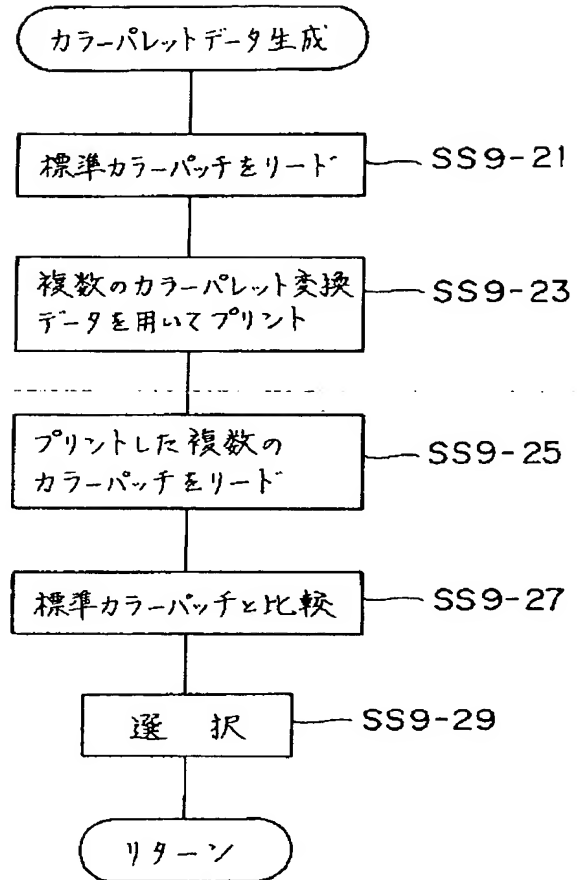 カラーパレットデータ生成
標準カラーパッチをリード
SS9-21
複数のカラーパレット変換
データを用いてプリント
SS9-23
プリントした複数の
カラーパッチをリード
SS9-25
標準カラーパッチと比較
SS9-27
選 択
SS9-29
リターン